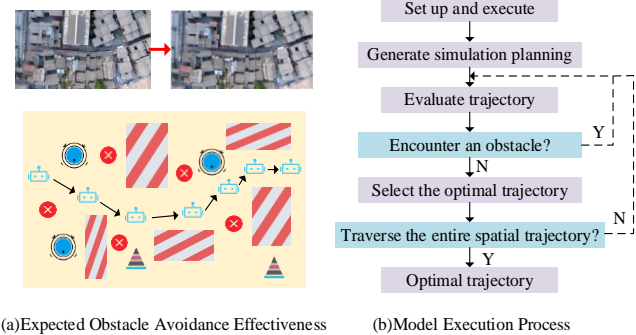 Set up and execute
Generate simulation planning
Evaluate trajectory
Encounter an obstacle?
Y
N
Select the optimal trajectory
Traverse the entire spatial trajectory?
N
Y
Optimal trajectory
(a)Expected Obstacle Avoidance Effectiveness
(b)Model Execution Process